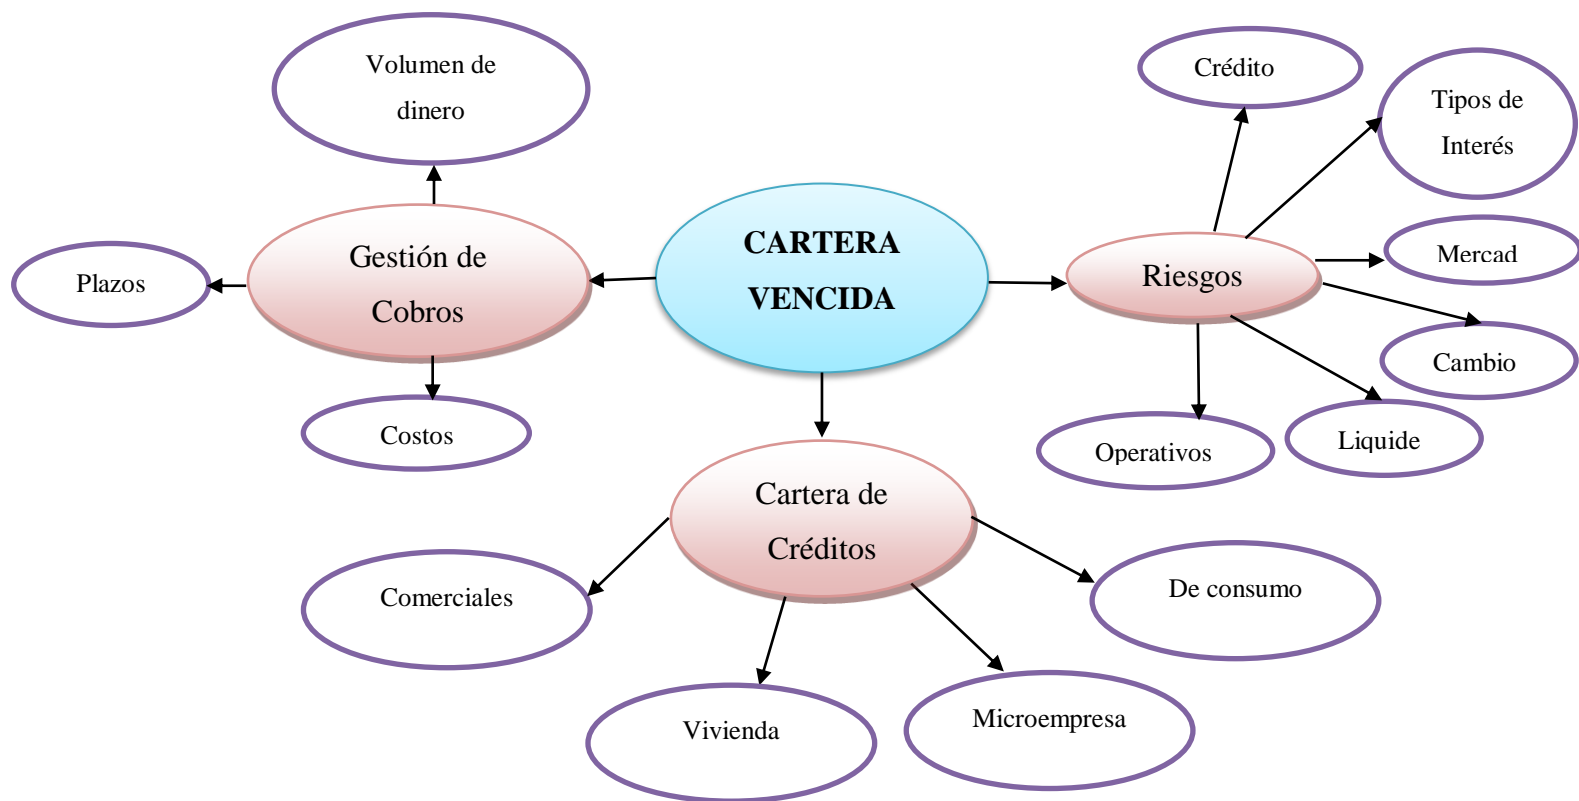 Volumen de
dinero
Crédito
Tipos de
Interés
CARTERA
VENCIDA
Gestión de
Cobros
Plazos
Costos
Riesgos
Mercad
Cambio
Liquide
Operativos
Cartera de
Créditos
Comerciales
De consumo
Vivienda
Microempresa